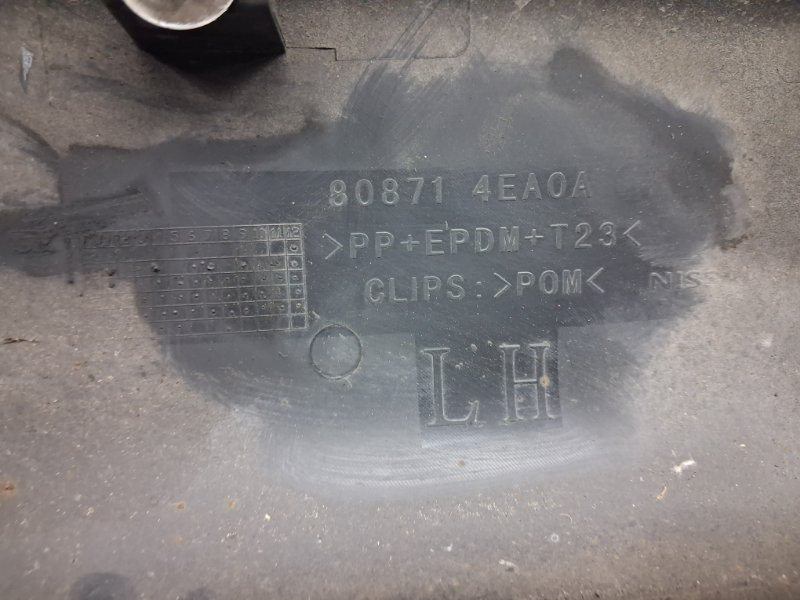 80871 4EA0A
>PP+EPDM+T23<
CLIPS:>POM<
LH